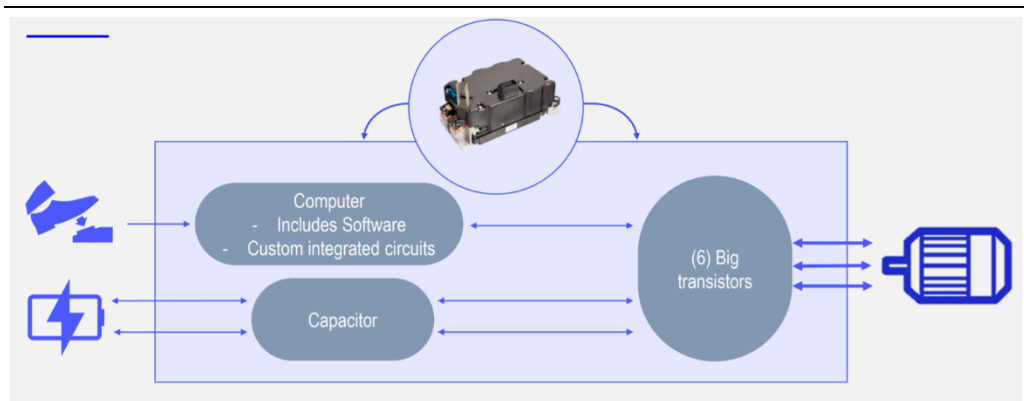 Computer
- Includes Software
- Custom integrated circuits
(6) Big
transistors
Capacitor